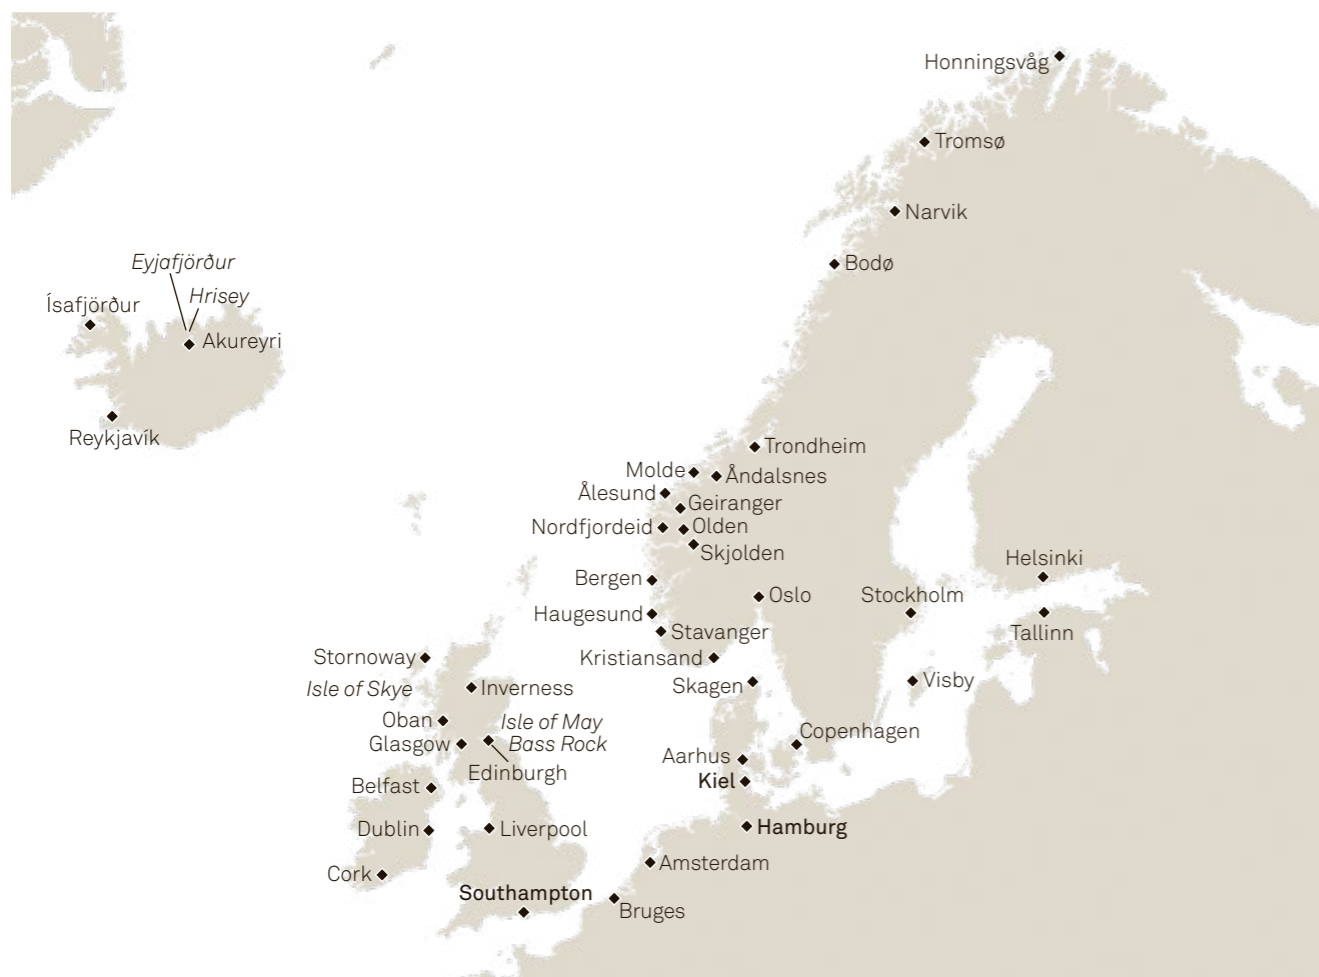 Honningsvåg
Tromsø
Narvik
Bodø
Eyjafjörður
Hrisey
Ísafjörður
Akureyri
Reykjavík
Trondheim
Molde
Åndalsnes
Ålesund
Geiranger
Nordfjordeid
Olden
Skjolden
Helsinki
Bergen
Oslo
Stockholm
Haugesund
Stavanger
Tallinn
Stornoway
Kristiansand
Isle of Skye
Inverness
Skagen
Visby
Oban
Isle of May
Copenhagen
Glasgow
Bass Rock
Aarhus
Edinburgh
Kiel
Belfast
Dublin
Liverpool
Hamburg
Amsterdam
Cork
Southampton
Bruges